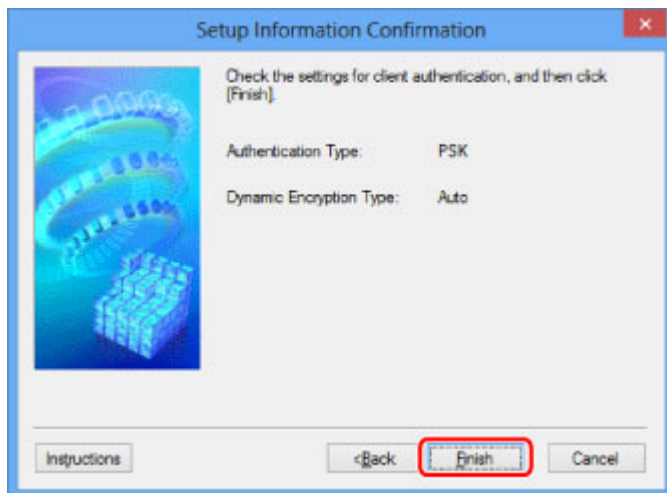 Setup Information Confirmation
Check the settings for client authentication, and then click
[Finish].
Authentication Type: PSK
Dynamic Encryption Type: Auto
Instructions <Back Finish Cancel